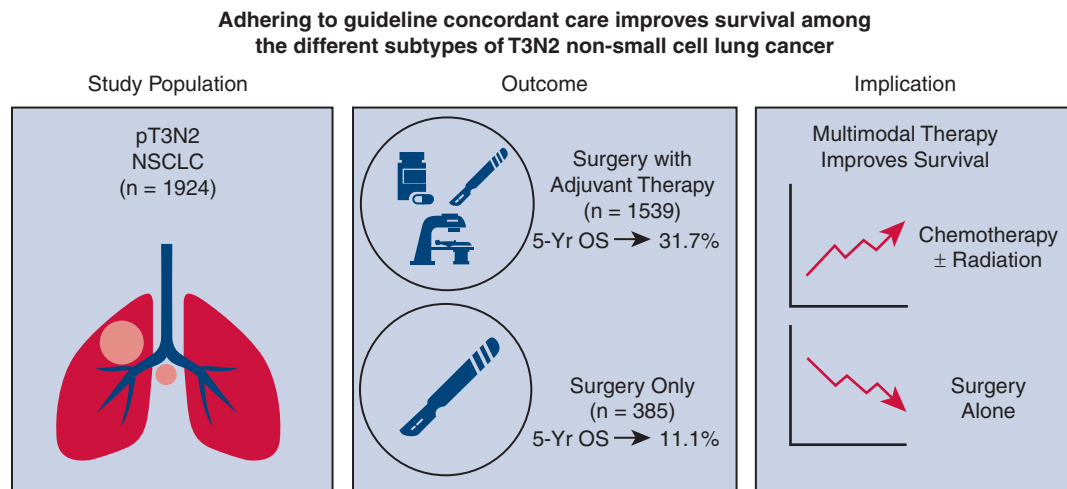 Adhering to guideline concordant care improves survival among
the different subtypes of T3N2 non-small cell lung cancer
Study Population
pT3N2
NSCLC
(n = 1924)
Outcome
Surgery with
Adjuvant Therapy
(n = 1539)
5-Yr OS → 31.7%
Surgery Only
(n = 385)
5-Yr OS → 11.1%
Implication
Multimodal Therapy
Improves Survival
Chemotherapy
± Radiation
Surgery
Alone